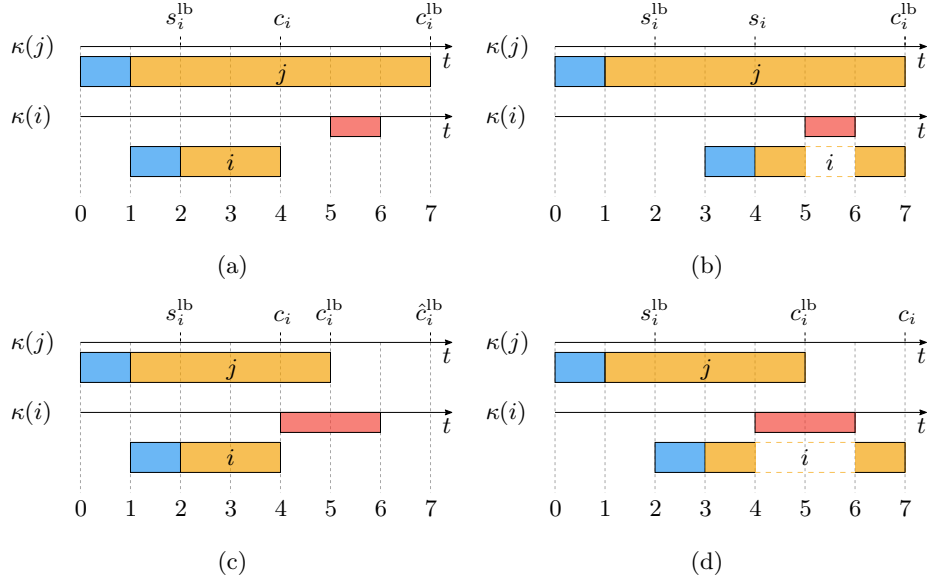 s_i^lb c_i c_i^lb
κ(j)
t
j
κ(i)
t
i
0 1 2 3 4 5 6 7
(a)
s_i^lb s_i c_i^lb
κ(j)
t
j
κ(i)
t
i
0 1 2 3 4 5 6 7
(b)
s_i^lb c_i c_i^lb ĉ_i^lb
κ(j)
t
j
κ(i)
t
i
0 1 2 3 4 5 6 7
(c)
s_i^lb c_i^lb c_i
κ(j)
t
j
κ(i)
t
i
0 1 2 3 4 5 6 7
(d)